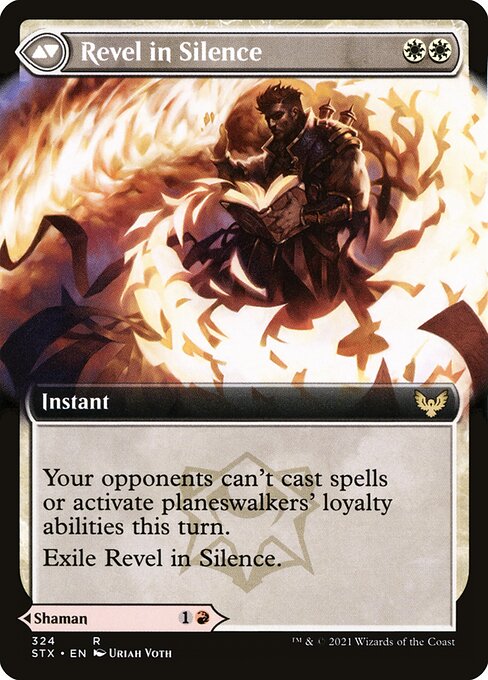 Revel in Silence
Instant
Your opponents can't cast spells
or activate planeswalkers' loyalty
abilities this turn.
Exile Revel in Silence.
Shaman 1
324 R
STX • EN Uriah Voth
™ & © 2021 Wizards of the Coast